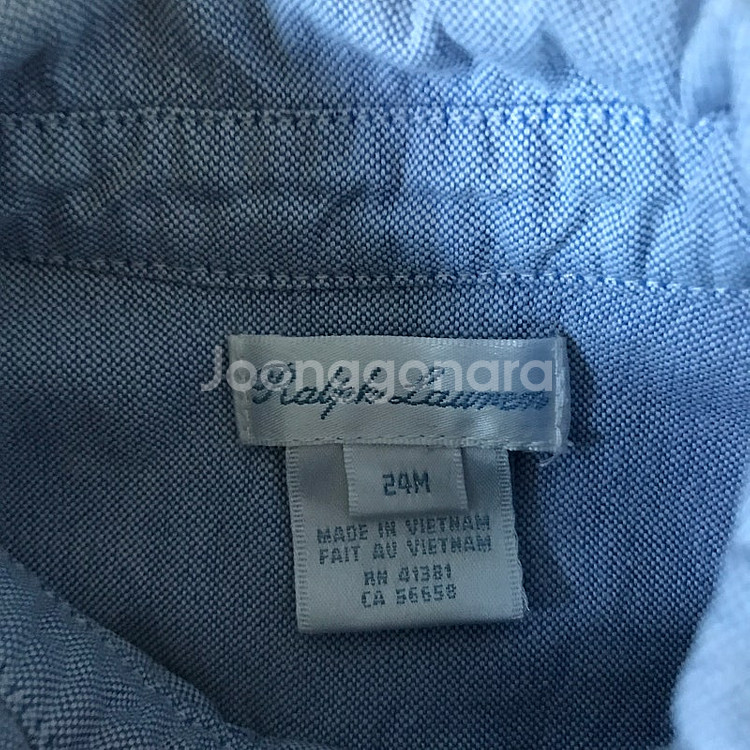 Joonggonara
Ralph Lauren
24M
MADE IN VIETNAM
FAIT AU VIETNAM
RN 41381
CA 56658